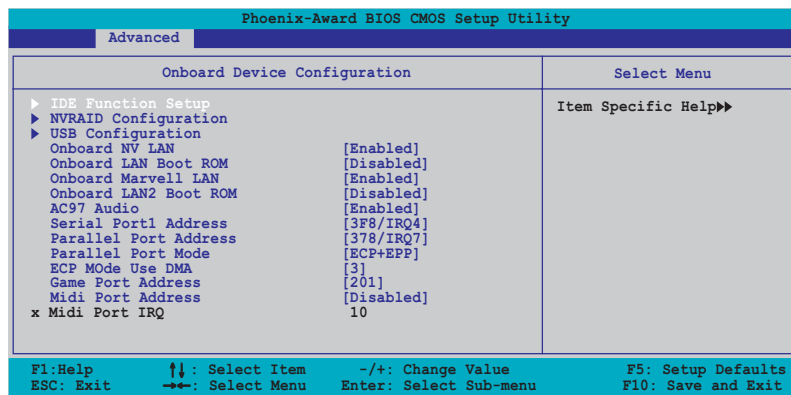 Phoenix-Award BIOS CMOS Setup Utility
Advanced
Onboard Device Configuration
Select Menu
IDE Function Setup
NVRAID Configuration
USB Configuration
Onboard NV LAN [Enabled]
Onboard LAN Boot ROM [Disabled]
Onboard Marvell LAN [Enabled]
Onboard LAN2 Boot ROM [Disabled]
AC97 Audio [Enabled]
Serial Port1 Address [3F8/IRQ4]
Parallel Port Address [378/IRQ7]
Parallel Port Mode [ECP+EPP]
ECP MOde Use DMA [3]
Game Port Address [201]
Midi Port Address [Disabled]
x Midi Port IRQ 10
Item Specific Help
F1:Help ↑↓: Select Item -/+: Change Value F5: Setup Defaults
ESC: Exit →←: Select Menu Enter: Select Sub-menu F10: Save and Exit